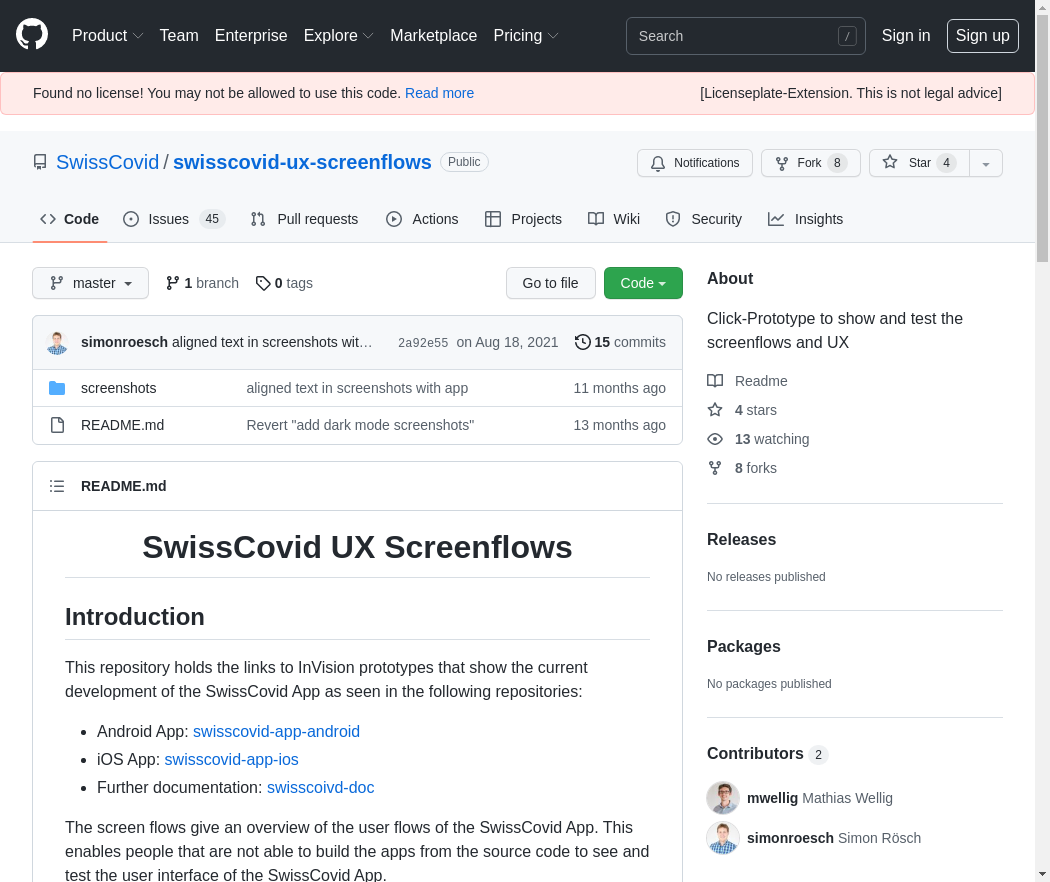 Product Team Enterprise Explore Marketplace Pricing Search / Sign in Sign up
Found no license! You may not be allowed to use this code. Read more [Licenseplate-Extension. This is not legal advice]
SwissCovid / swisscovid-ux-screenflows Public Notifications Fork 8 Star 4
Code Issues 45 Pull requests Actions Projects Wiki Security Insights
master 1 branch 0 tags Go to file Code
simonroesch aligned text in screenshots wit… 2a92e55 on Aug 18, 2021 15 commits
screenshots aligned text in screenshots with app 11 months ago
README.md Revert "add dark mode screenshots" 13 months ago
README.md
SwissCovid UX Screenflows
Introduction
This repository holds the links to InVision prototypes that show the current
development of the SwissCovid App as seen in the following repositories:
Android App: swisscovid-app-android
iOS App: swisscovid-app-ios
Further documentation: swisscoivd-doc
The screen flows give an overview of the user flows of the SwissCovid App. This
enables people that are not able to build the apps from the source code to see and
test the user interface of the SwissCovid App.
About
Click-Prototype to show and test the
screenflows and UX
Readme
4 stars
13 watching
8 forks
Releases
No releases published
Packages
No packages published
Contributors 2
mwellig Mathias Wellig
simonroesch Simon Rösch